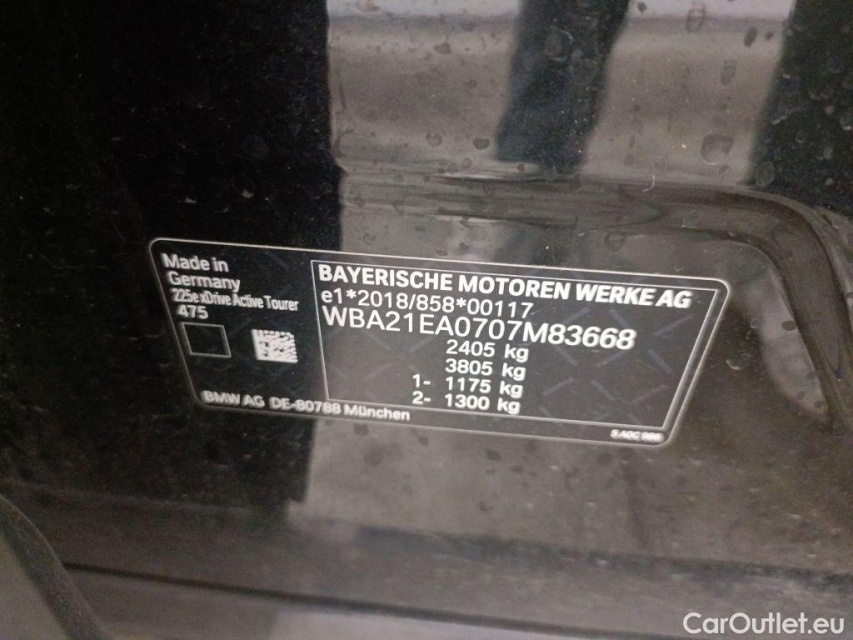 Made in
Germany
225e xDrive Active Tourer
475
BAYERISCHE MOTOREN WERKE AG
e1*2018/858*00117
WBA21EA0707M83668
2405 kg
3805 kg
1- 1175 kg
2- 1300 kg
BMW AG DE-80788 München
CarOutlet.eu